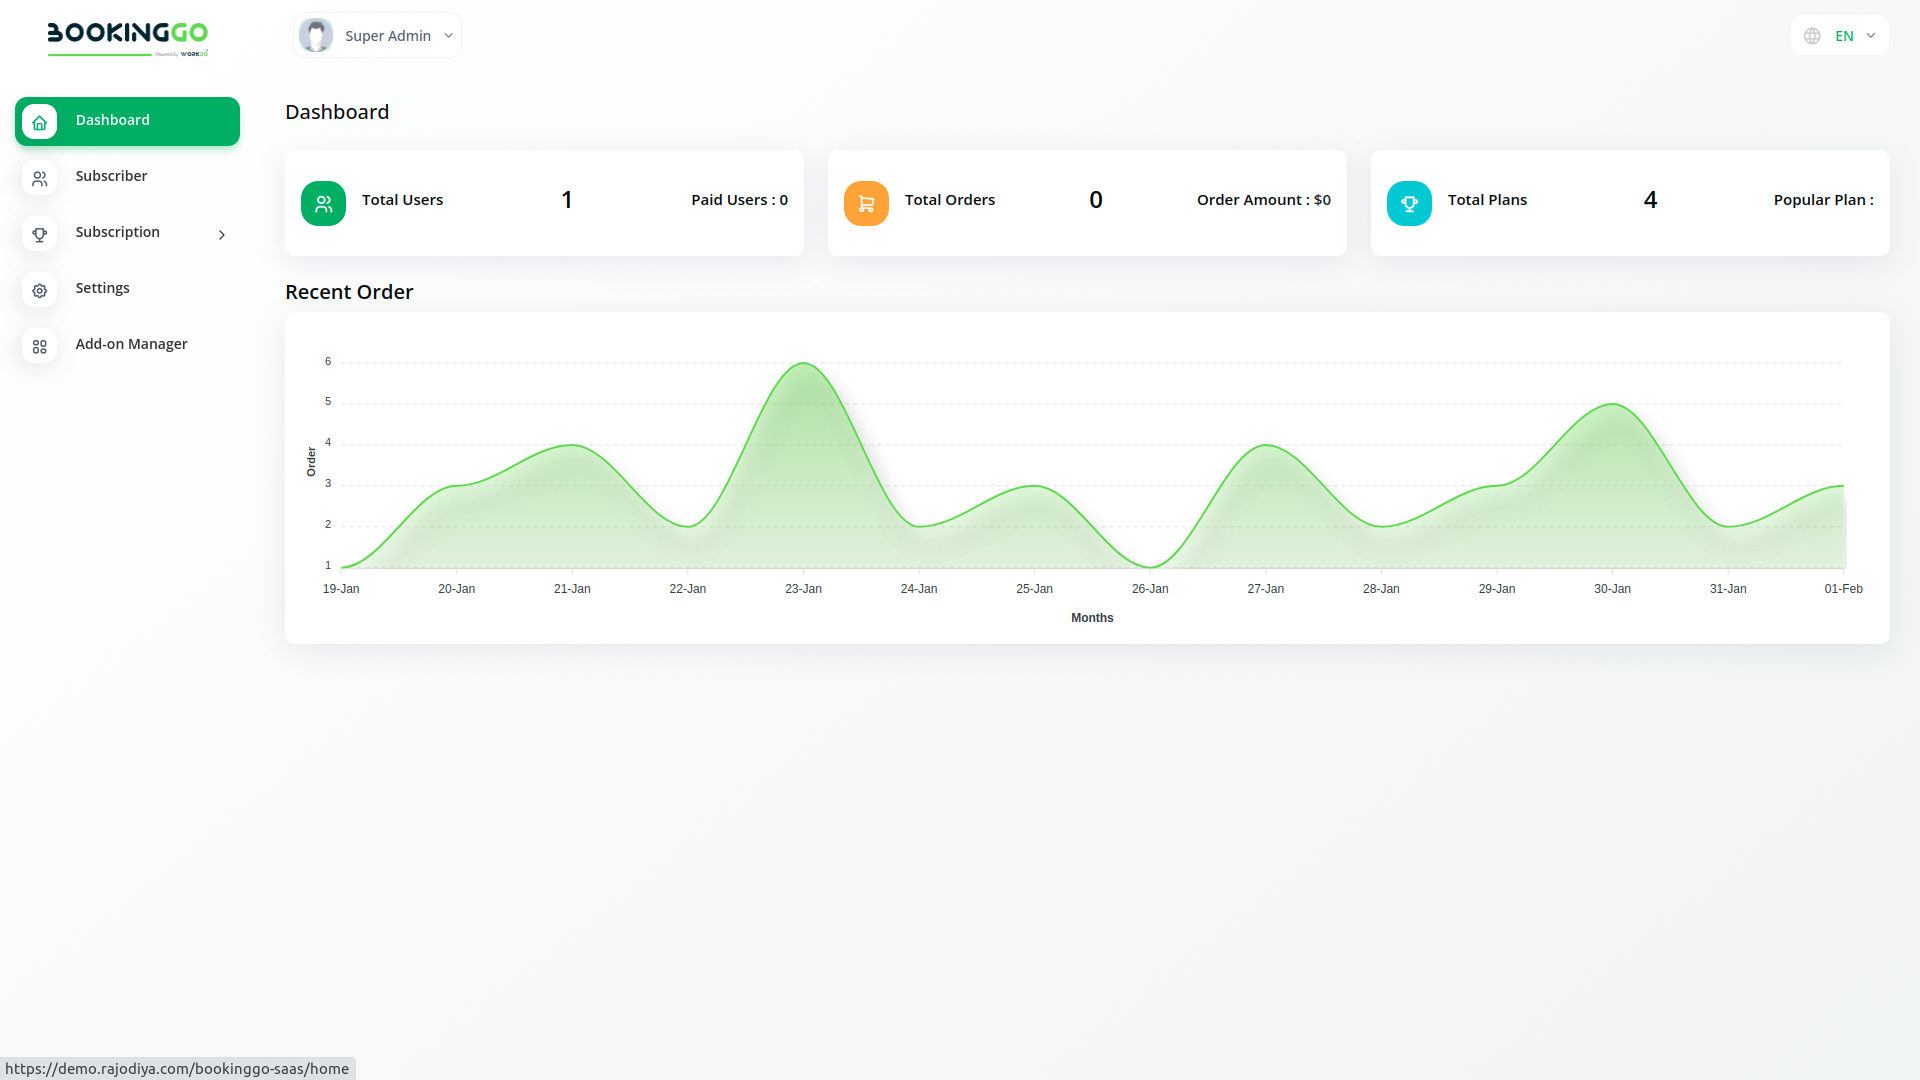 BOOKINGGO
Powered By WORKDO
Super Admin
EN
Dashboard
Subscriber
Subscription
Settings
Add-on Manager
Dashboard
Total Users 1 Paid Users : 0
Total Orders 0 Order Amount : $0
Total Plans 4 Popular Plan :
Recent Order
6
5
4
3
2
1
Order
19-Jan 20-Jan 21-Jan 22-Jan 23-Jan 24-Jan 25-Jan 26-Jan 27-Jan 28-Jan 29-Jan 30-Jan 31-Jan 01-Feb
Months
https://demo.rajodiya.com/bookinggo-saas/home